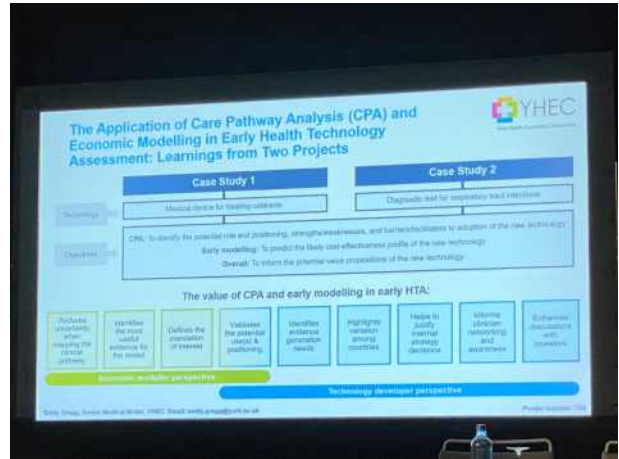 The Application of Care Pathway Analysis (CPA) and
Economic Modelling in Early Health Technology
Assessment: Learnings from Two Projects
YHEC
Case Study 1
Case Study 2
Technology
Medical device for treating
Diagnostic test for respiratory tract infections
Objectives
CPA: To identify the potential role and positioning, strengths/weaknesses, and barriers/facilitators to adoption of the new technology
Early modelling: To predict the likely cost-effectiveness profile of the new technology
Overall: To inform the potential value propositions of the new technology
The value of CPA and early modelling in early HTA:
Reduces
uncertainty
when
mapping the
clinical
pathway
Identifies
the most
useful
evidence for
the model
Defines the
population
of interest
Validates
the potential
use(s) &
positioning
Identifies
evidence
generation
needs
Highlights
variation
among
countries
Helps to
justify
internal
strategy
decisions
Informs
clinician
networking
and
awareness
Enhances
discussions
with
investors
Economic modeller perspective
Technology developer perspective